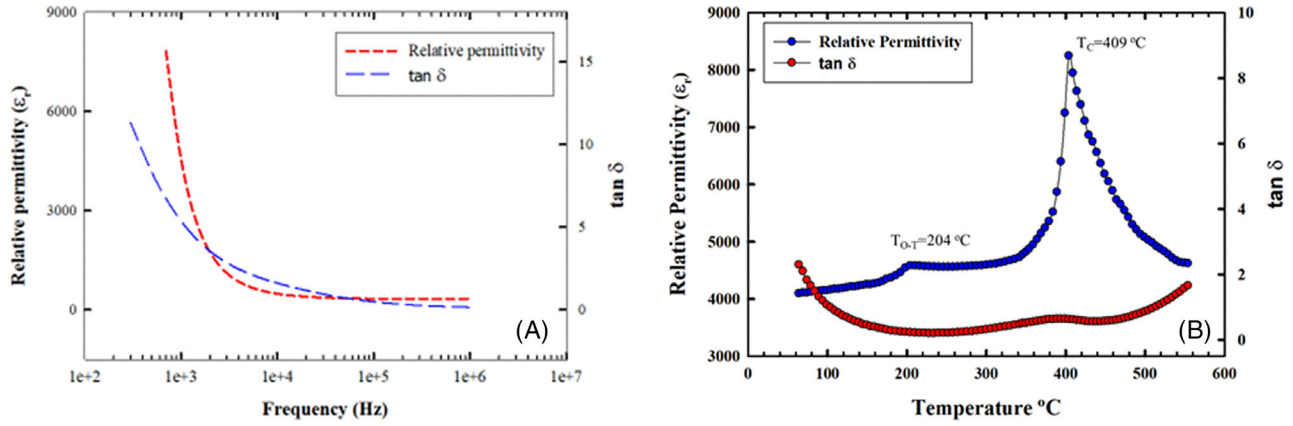 9000
6000
3000
0
Relative permittivity (εr)
Relative permittivity
tan δ
15
10
5
0
tan δ
(A)
1e+2 1e+3 1e+4 1e+5 1e+6 1e+7
Frequency (Hz)
9000
8000
7000
6000
5000
4000
3000
Relative Permittivity (εr)
Relative Permittivity
tan δ
TC=409 ºC
TO-T=204 ºC
10
8
6
4
2
0
tan δ
(B)
0 100 200 300 400 500 600
Temperature ºC